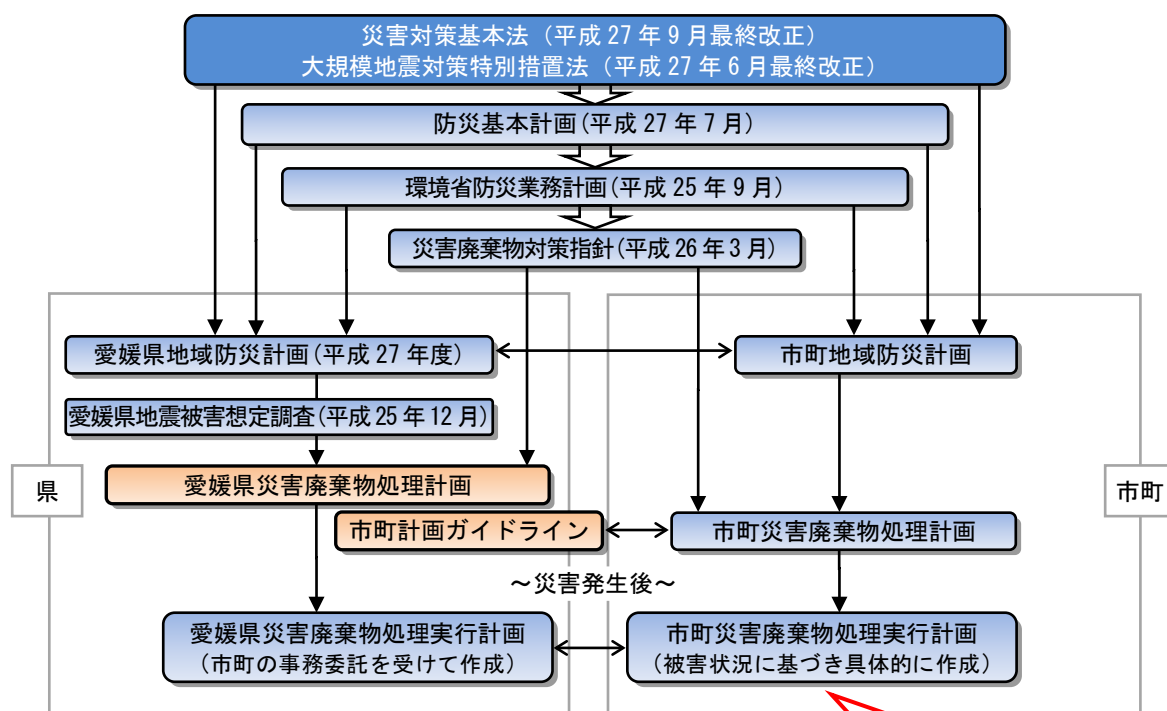 災害対策基本法（平成 27 年 9 月最終改正）
大規模地震対策特別措置法（平成 27 年 6 月最終改正）
防災基本計画(平成 27 年 7 月)
環境省防災業務計画(平成 25 年 9 月)
災害廃棄物対策指針(平成 26 年 3 月)
愛媛県地域防災計画(平成 27 年度)
市町地域防災計画
愛媛県地震被害想定調査(平成 25 年 12 月)
県
愛媛県災害廃棄物処理計画
市町
市町計画ガイドライン
市町災害廃棄物処理計画
～災害発生後～
愛媛県災害廃棄物処理実行計画
（市町の事務委託を受けて作成）
市町災害廃棄物処理実行計画
（被害状況に基づき具体的に作成）